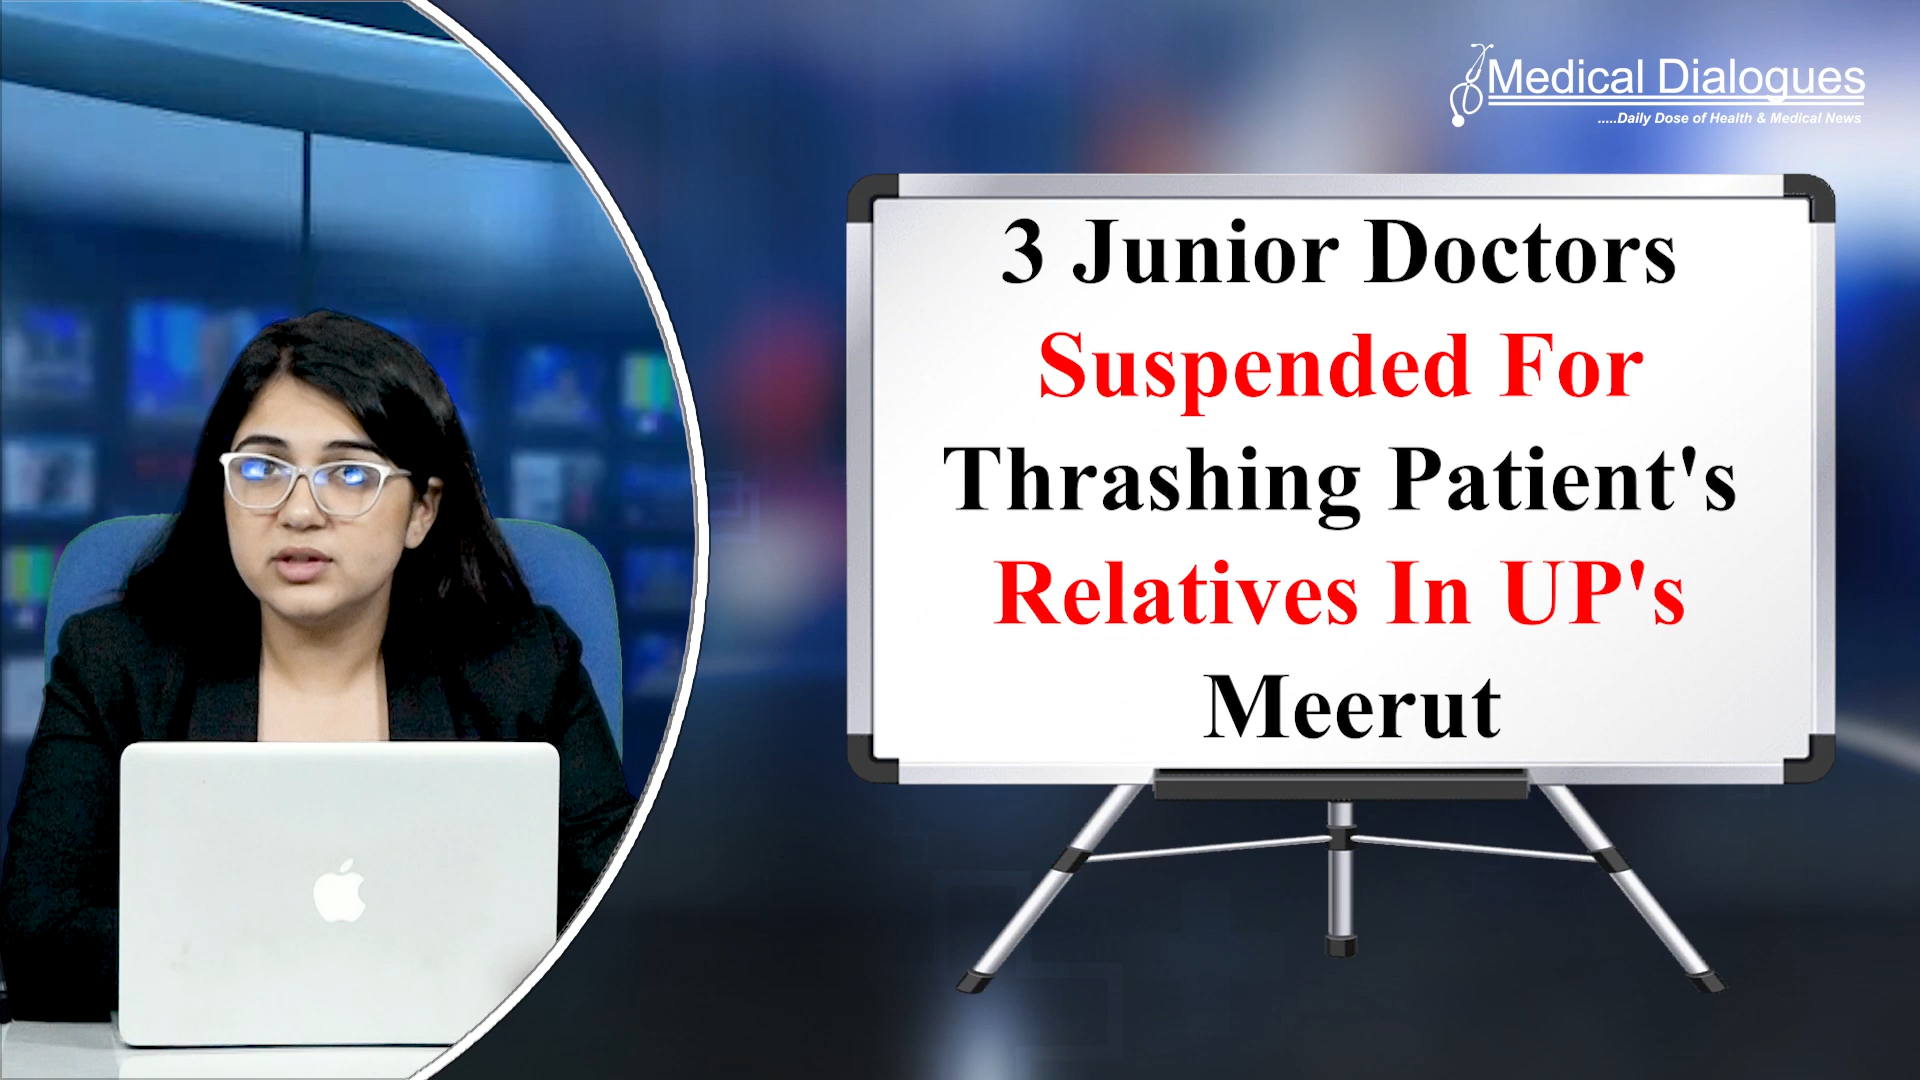 Medical Dialogues
.....Daily Dose of Health & Medical News
3 Junior Doctors
Suspended For
Thrashing Patient's
Relatives In UP's
Meerut